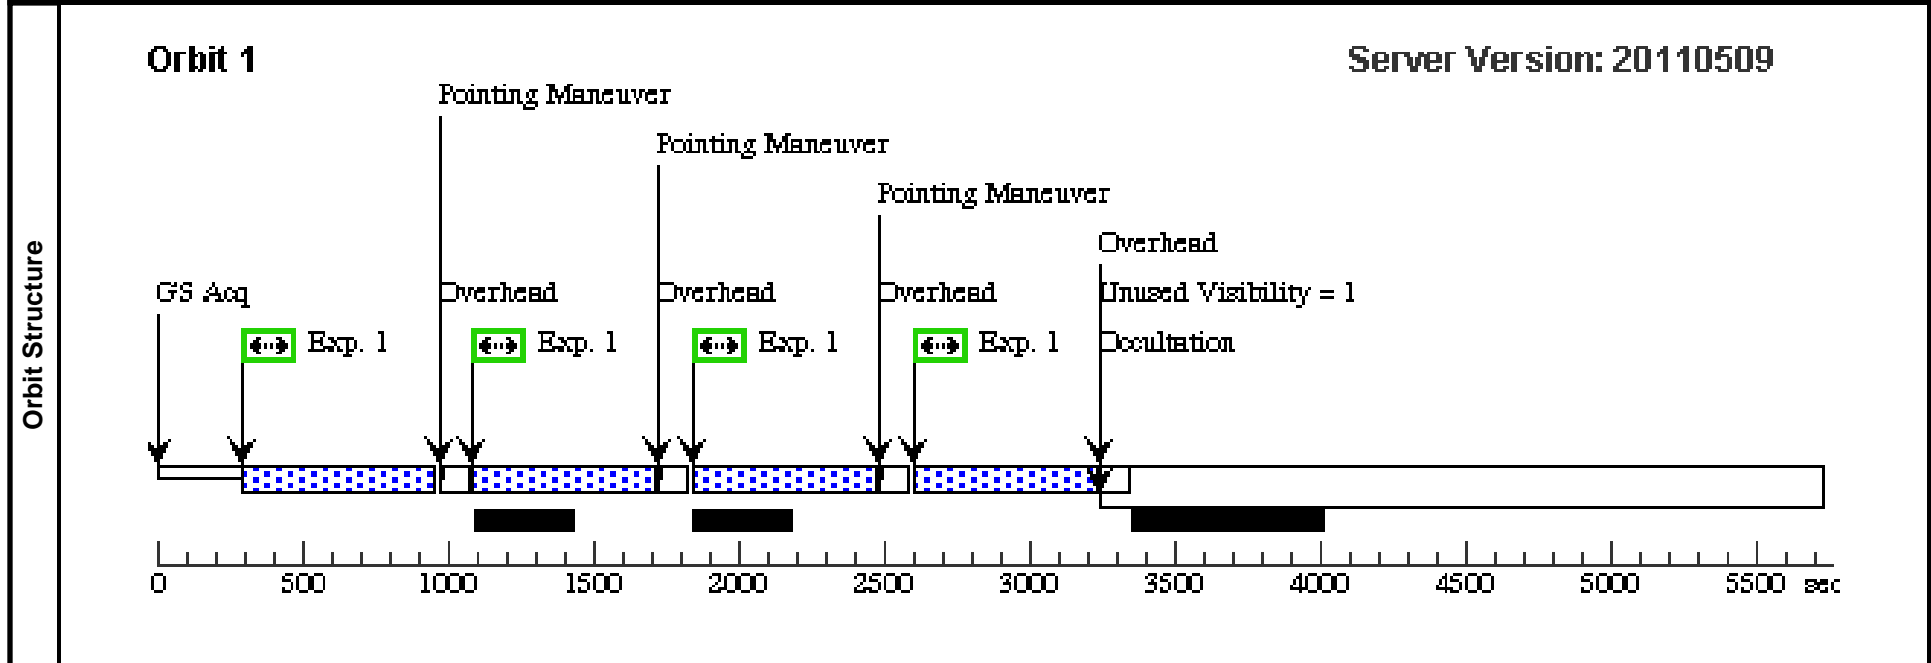 Orbit Structure
Orbit 1
Server Version: 20110509
Pointing Maneuver
Pointing Maneuver
Pointing Maneuver
Overhead
GS Acq
Overhead
Overhead
Overhead
Unused Visibility = 1
Exp. 1
Exp. 1
Exp. 1
Exp. 1
Occultation
0 500 1000 1500 2000 2500 3000 3500 4000 4500 5000 5500 sec